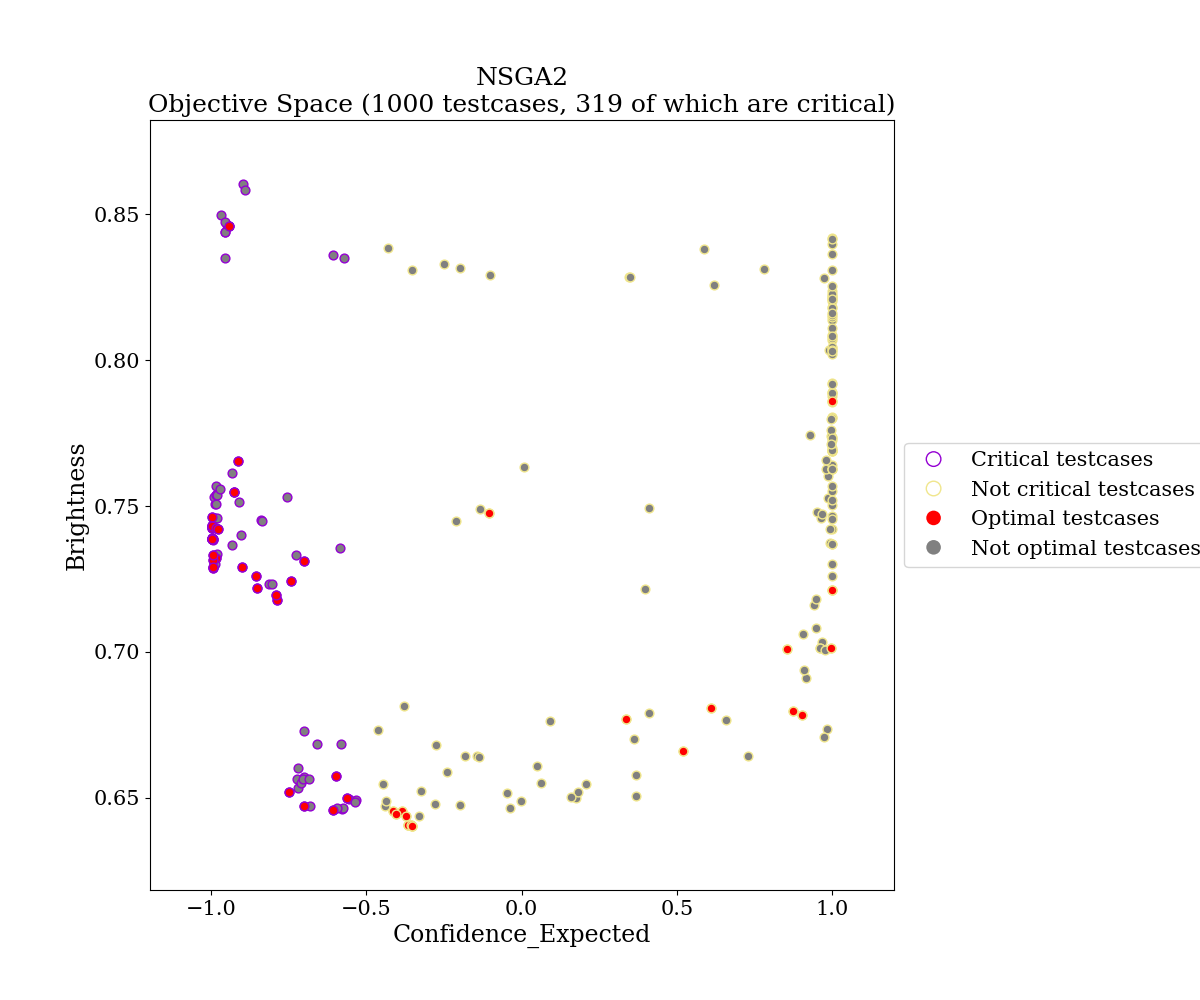 NSGA2
Objective Space (1000 testcases, 319 of which are critical)
0.85
0.80
0.75
0.70
0.65
Brightness
−1.0
−0.5
0.0
0.5
1.0
Confidence_Expected
Critical testcases
Not critical testcases
Optimal testcases
Not optimal testcases